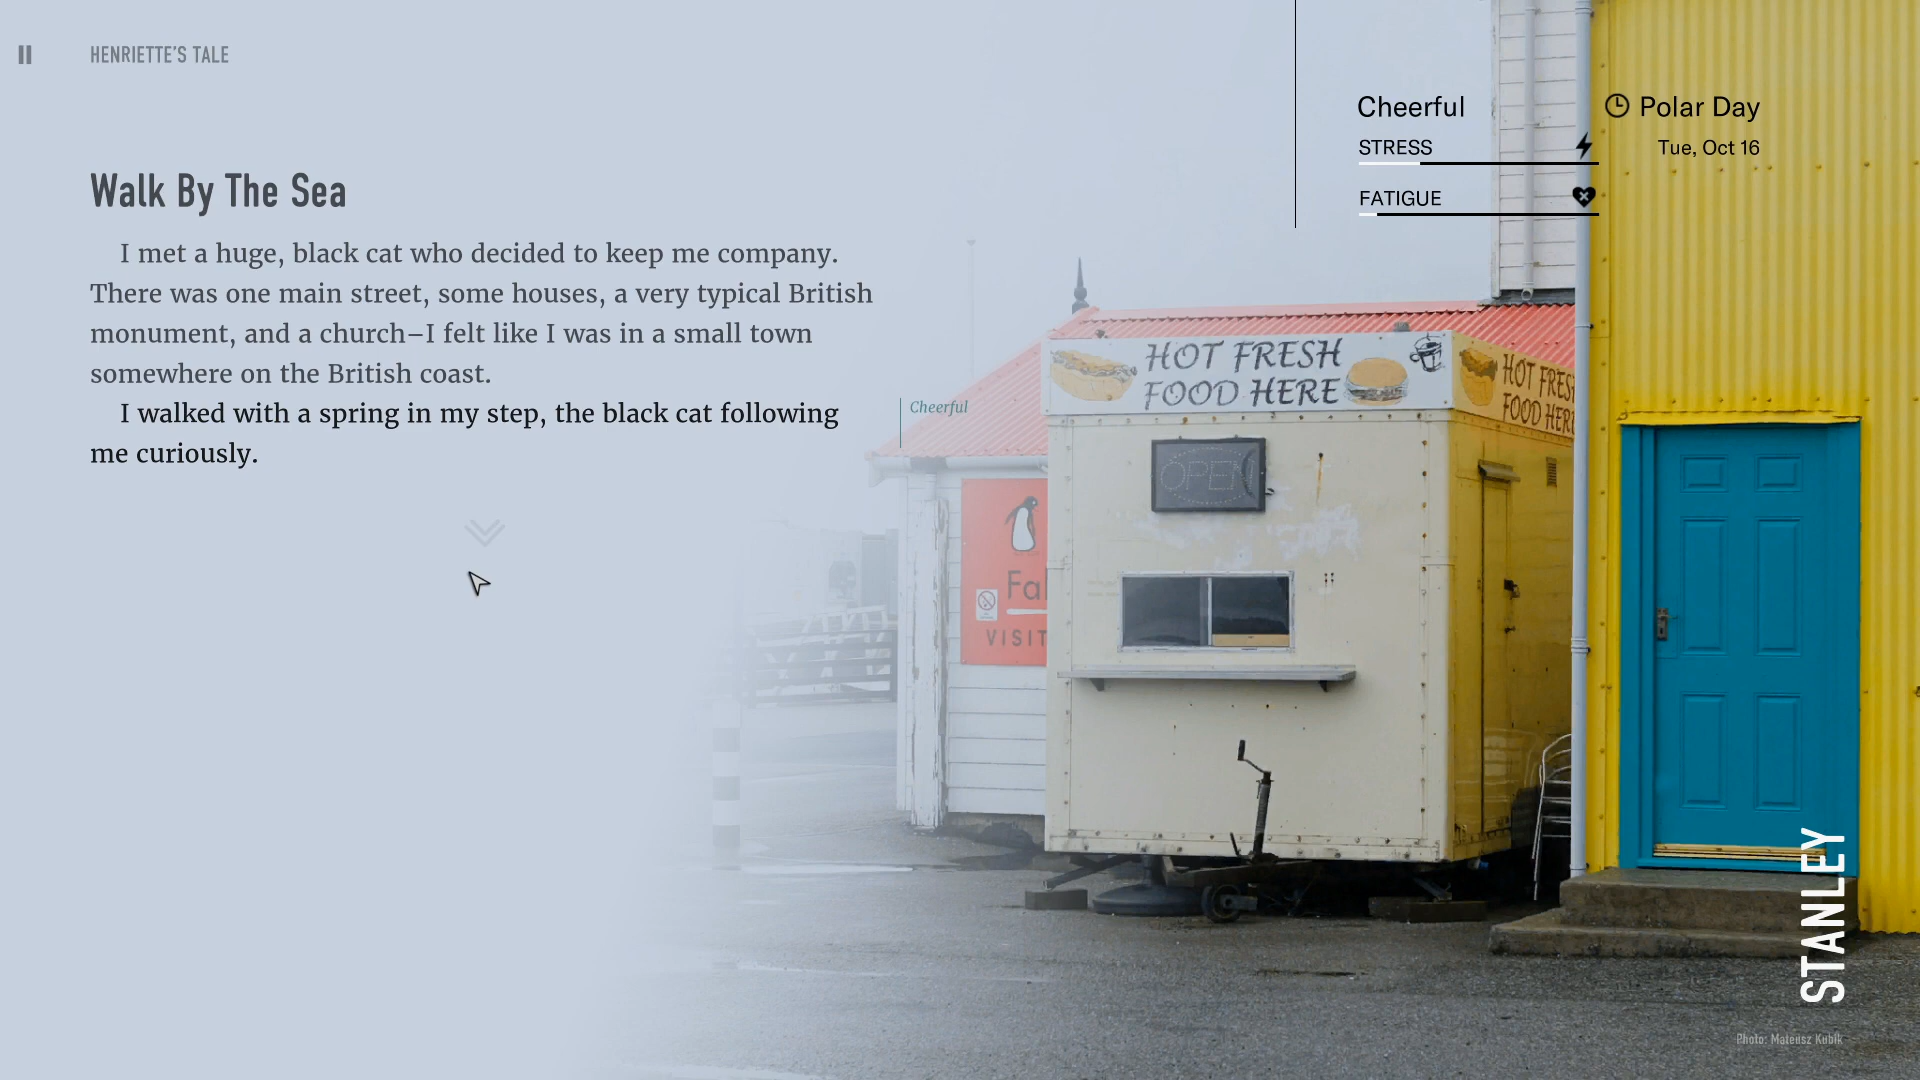 HENRIETTE'S TALE
Cheerful
Polar Day
STRESS
Tue, Oct 16
FATIGUE
Walk By The Sea
I met a huge, black cat who decided to keep me company.
There was one main street, some houses, a very typical British
monument, and a church–I felt like I was in a small town
somewhere on the British coast.
I walked with a spring in my step, the black cat following
me curiously.
Cheerful
HOT FRESH
FOOD HERE
HOT FRESH
FOOD HERE
OPEN
Fal
VISIT
STANLEY
Photo: Mateusz Kubik